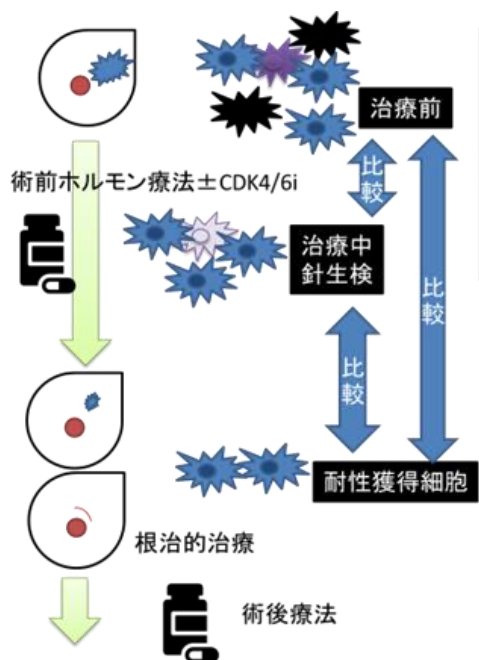 治療前
比較
術前ホルモン療法±CDK4/6i
治療中
針生検
比較
比較
耐性獲得細胞
根治的治療
術後療法